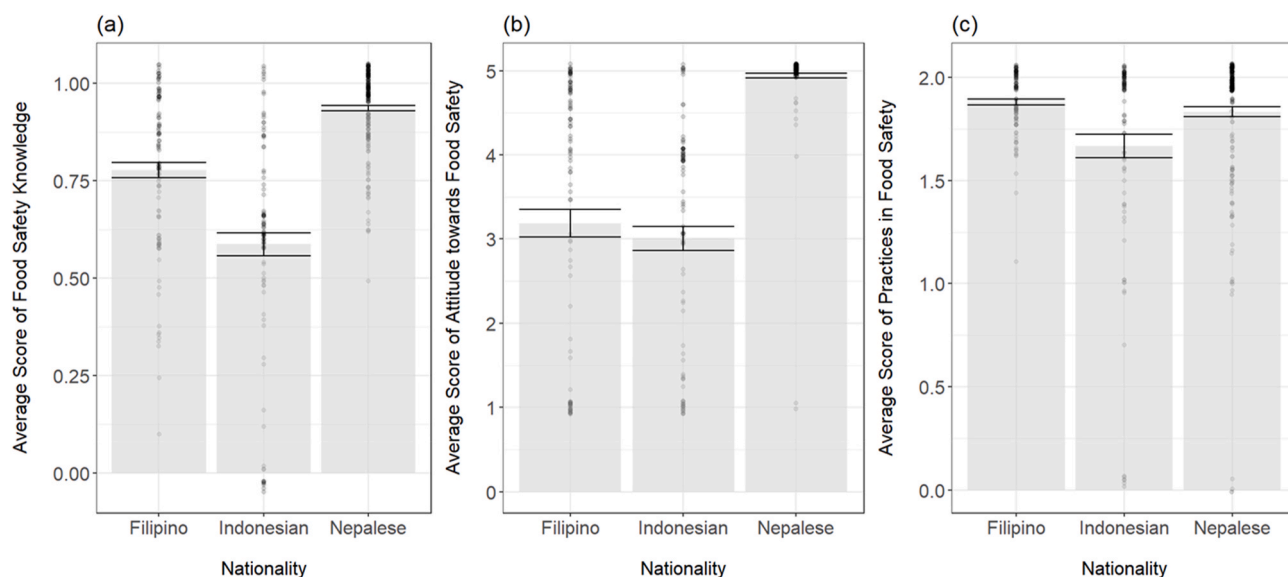 (a)
Average Score of Food Safety Knowledge
1.00
0.75
0.50
0.25
0.00
Filipino Indonesian Nepalese
Nationality
(b)
Average Score of Attitude towards Food Safety
5
4
3
2
1
0
Filipino Indonesian Nepalese
Nationality
(c)
Average Score of Practices in Food Safety
2.0
1.5
1.0
0.5
0.0
Filipino Indonesian Nepalese
Nationality